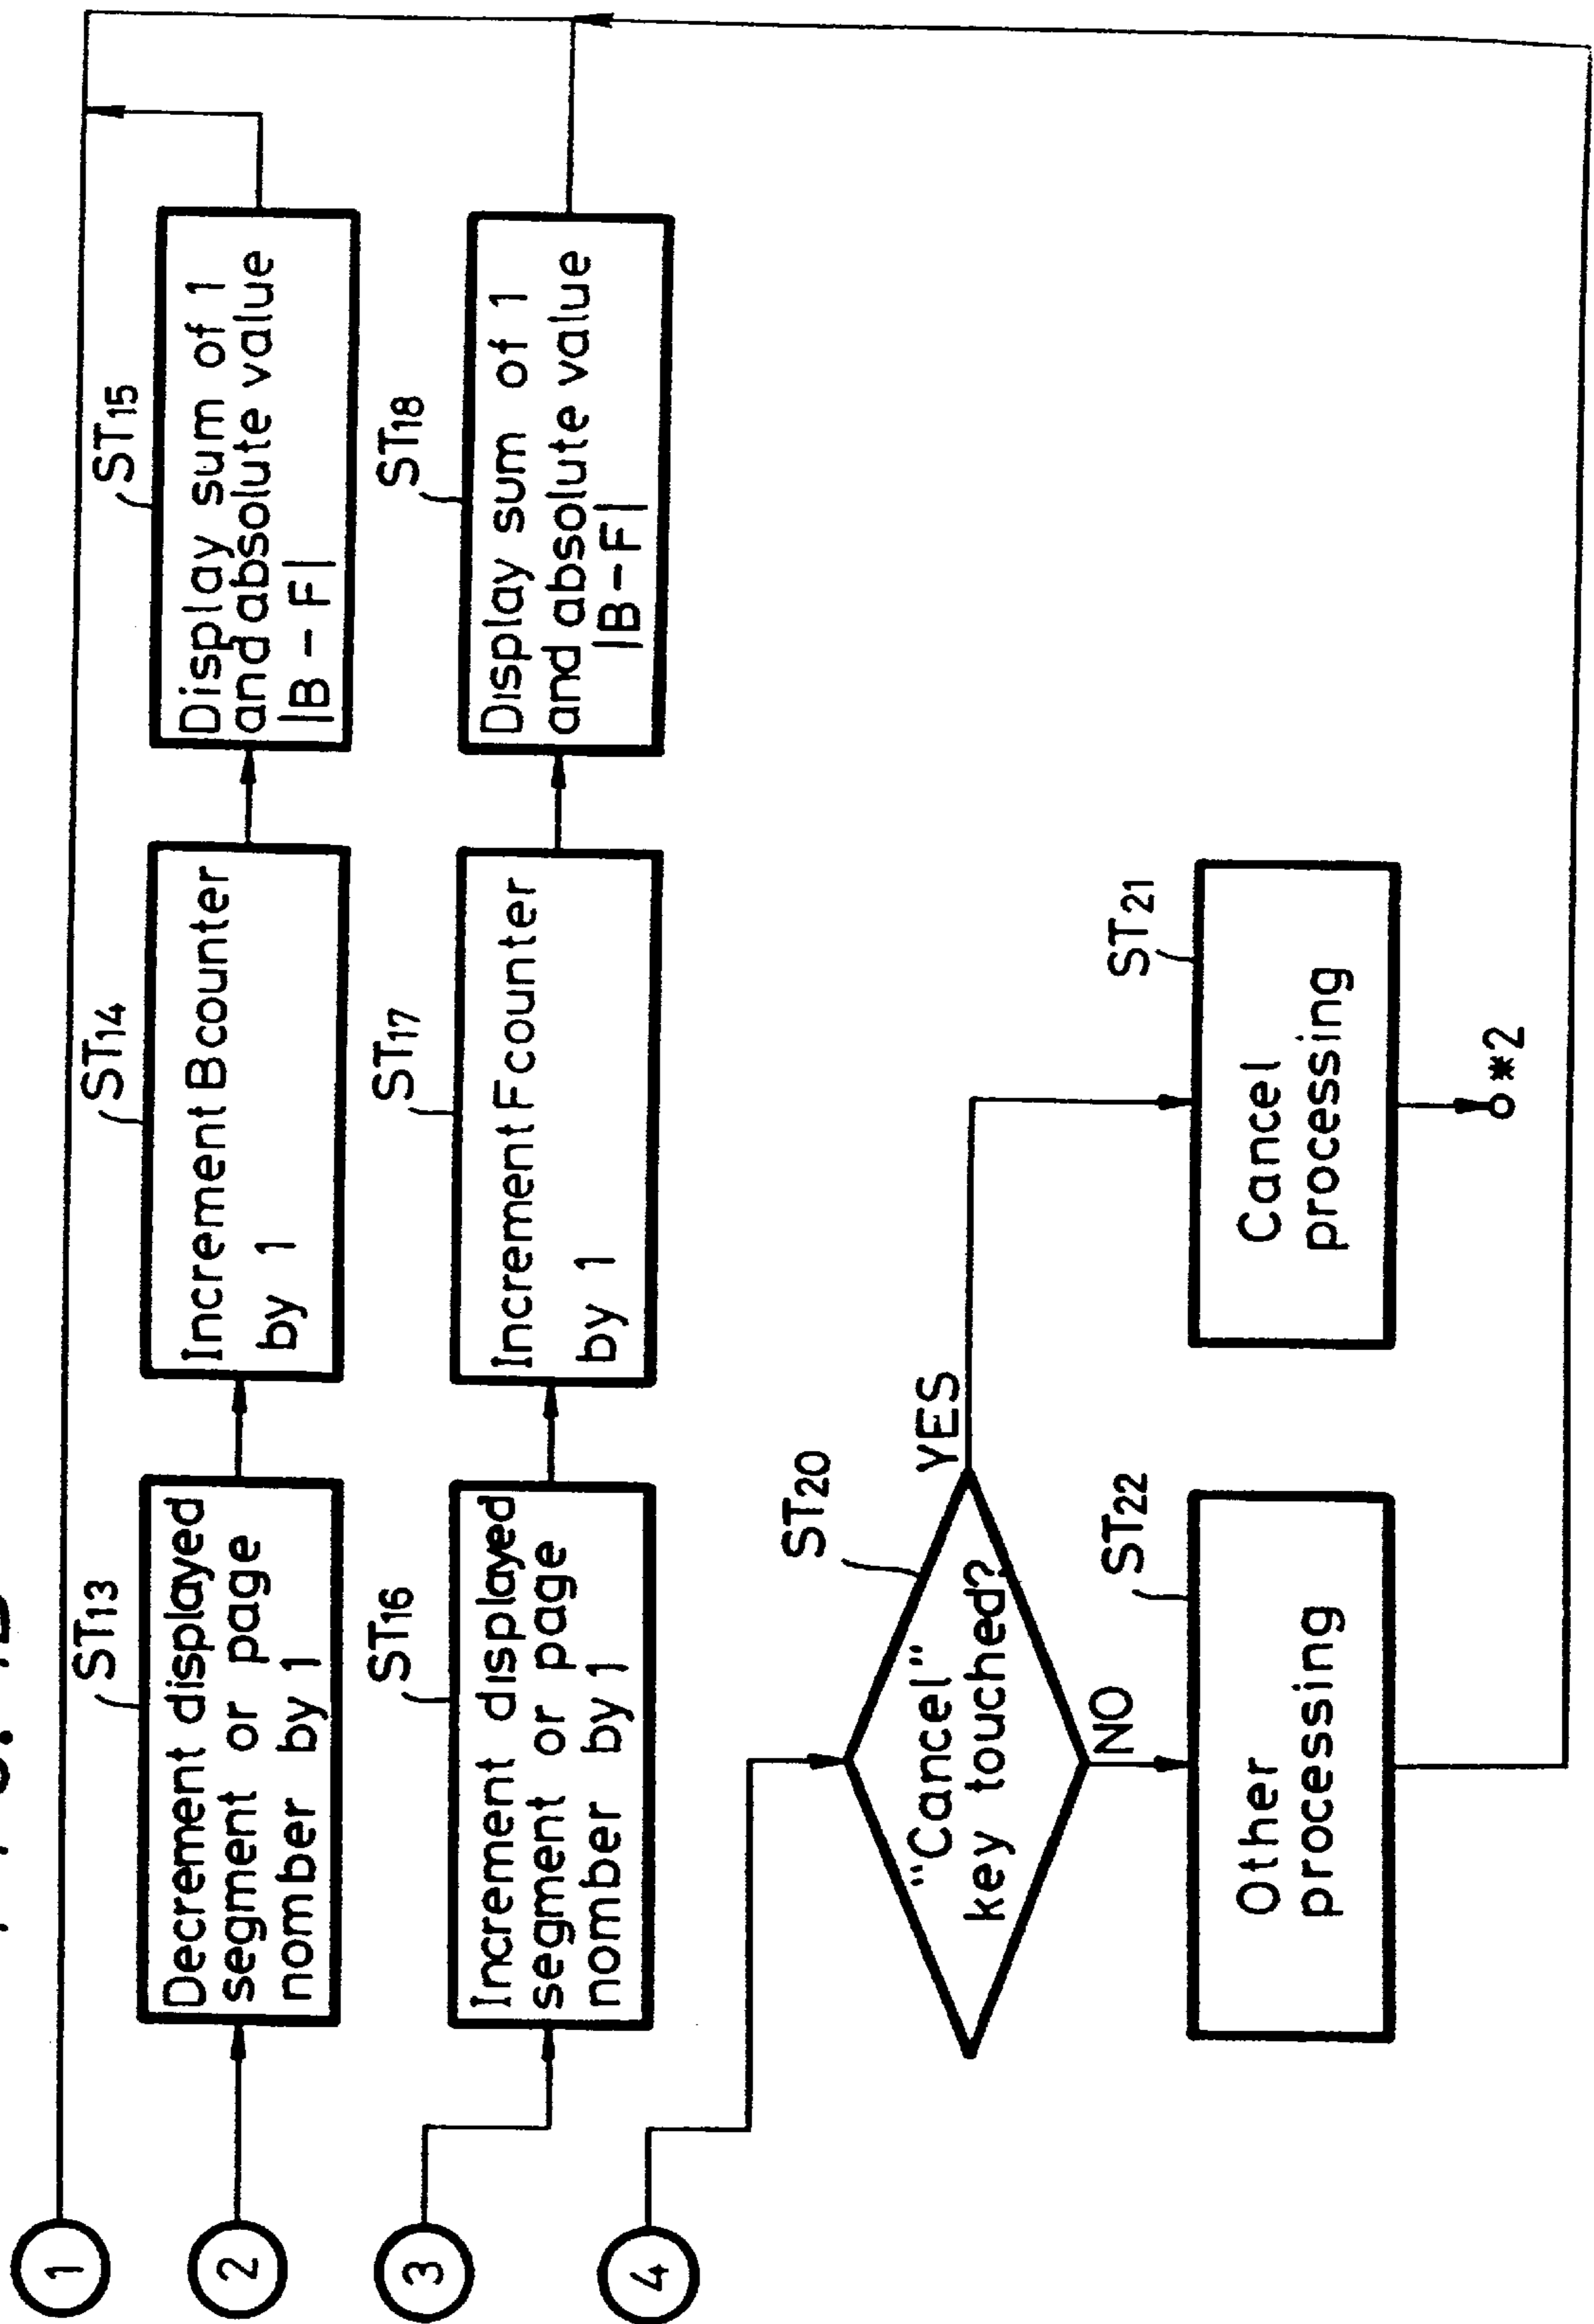 1
ST15
Display sum of 1
and absolute value
|B-F|
ST14
Increment B counter
by 1
ST13
Decrement displayed
segment or page
nomber by 1
2
ST18
Display sum of 1
and absolute value
|B-F|
ST17
Increment F counter
by 1
ST16
Increment displayed
segment or page
nomber by 1
3
4
ST20
"Cancel"
key touched?
YES
NO
ST21
Cancel
processing
*2
ST22
Other
processing